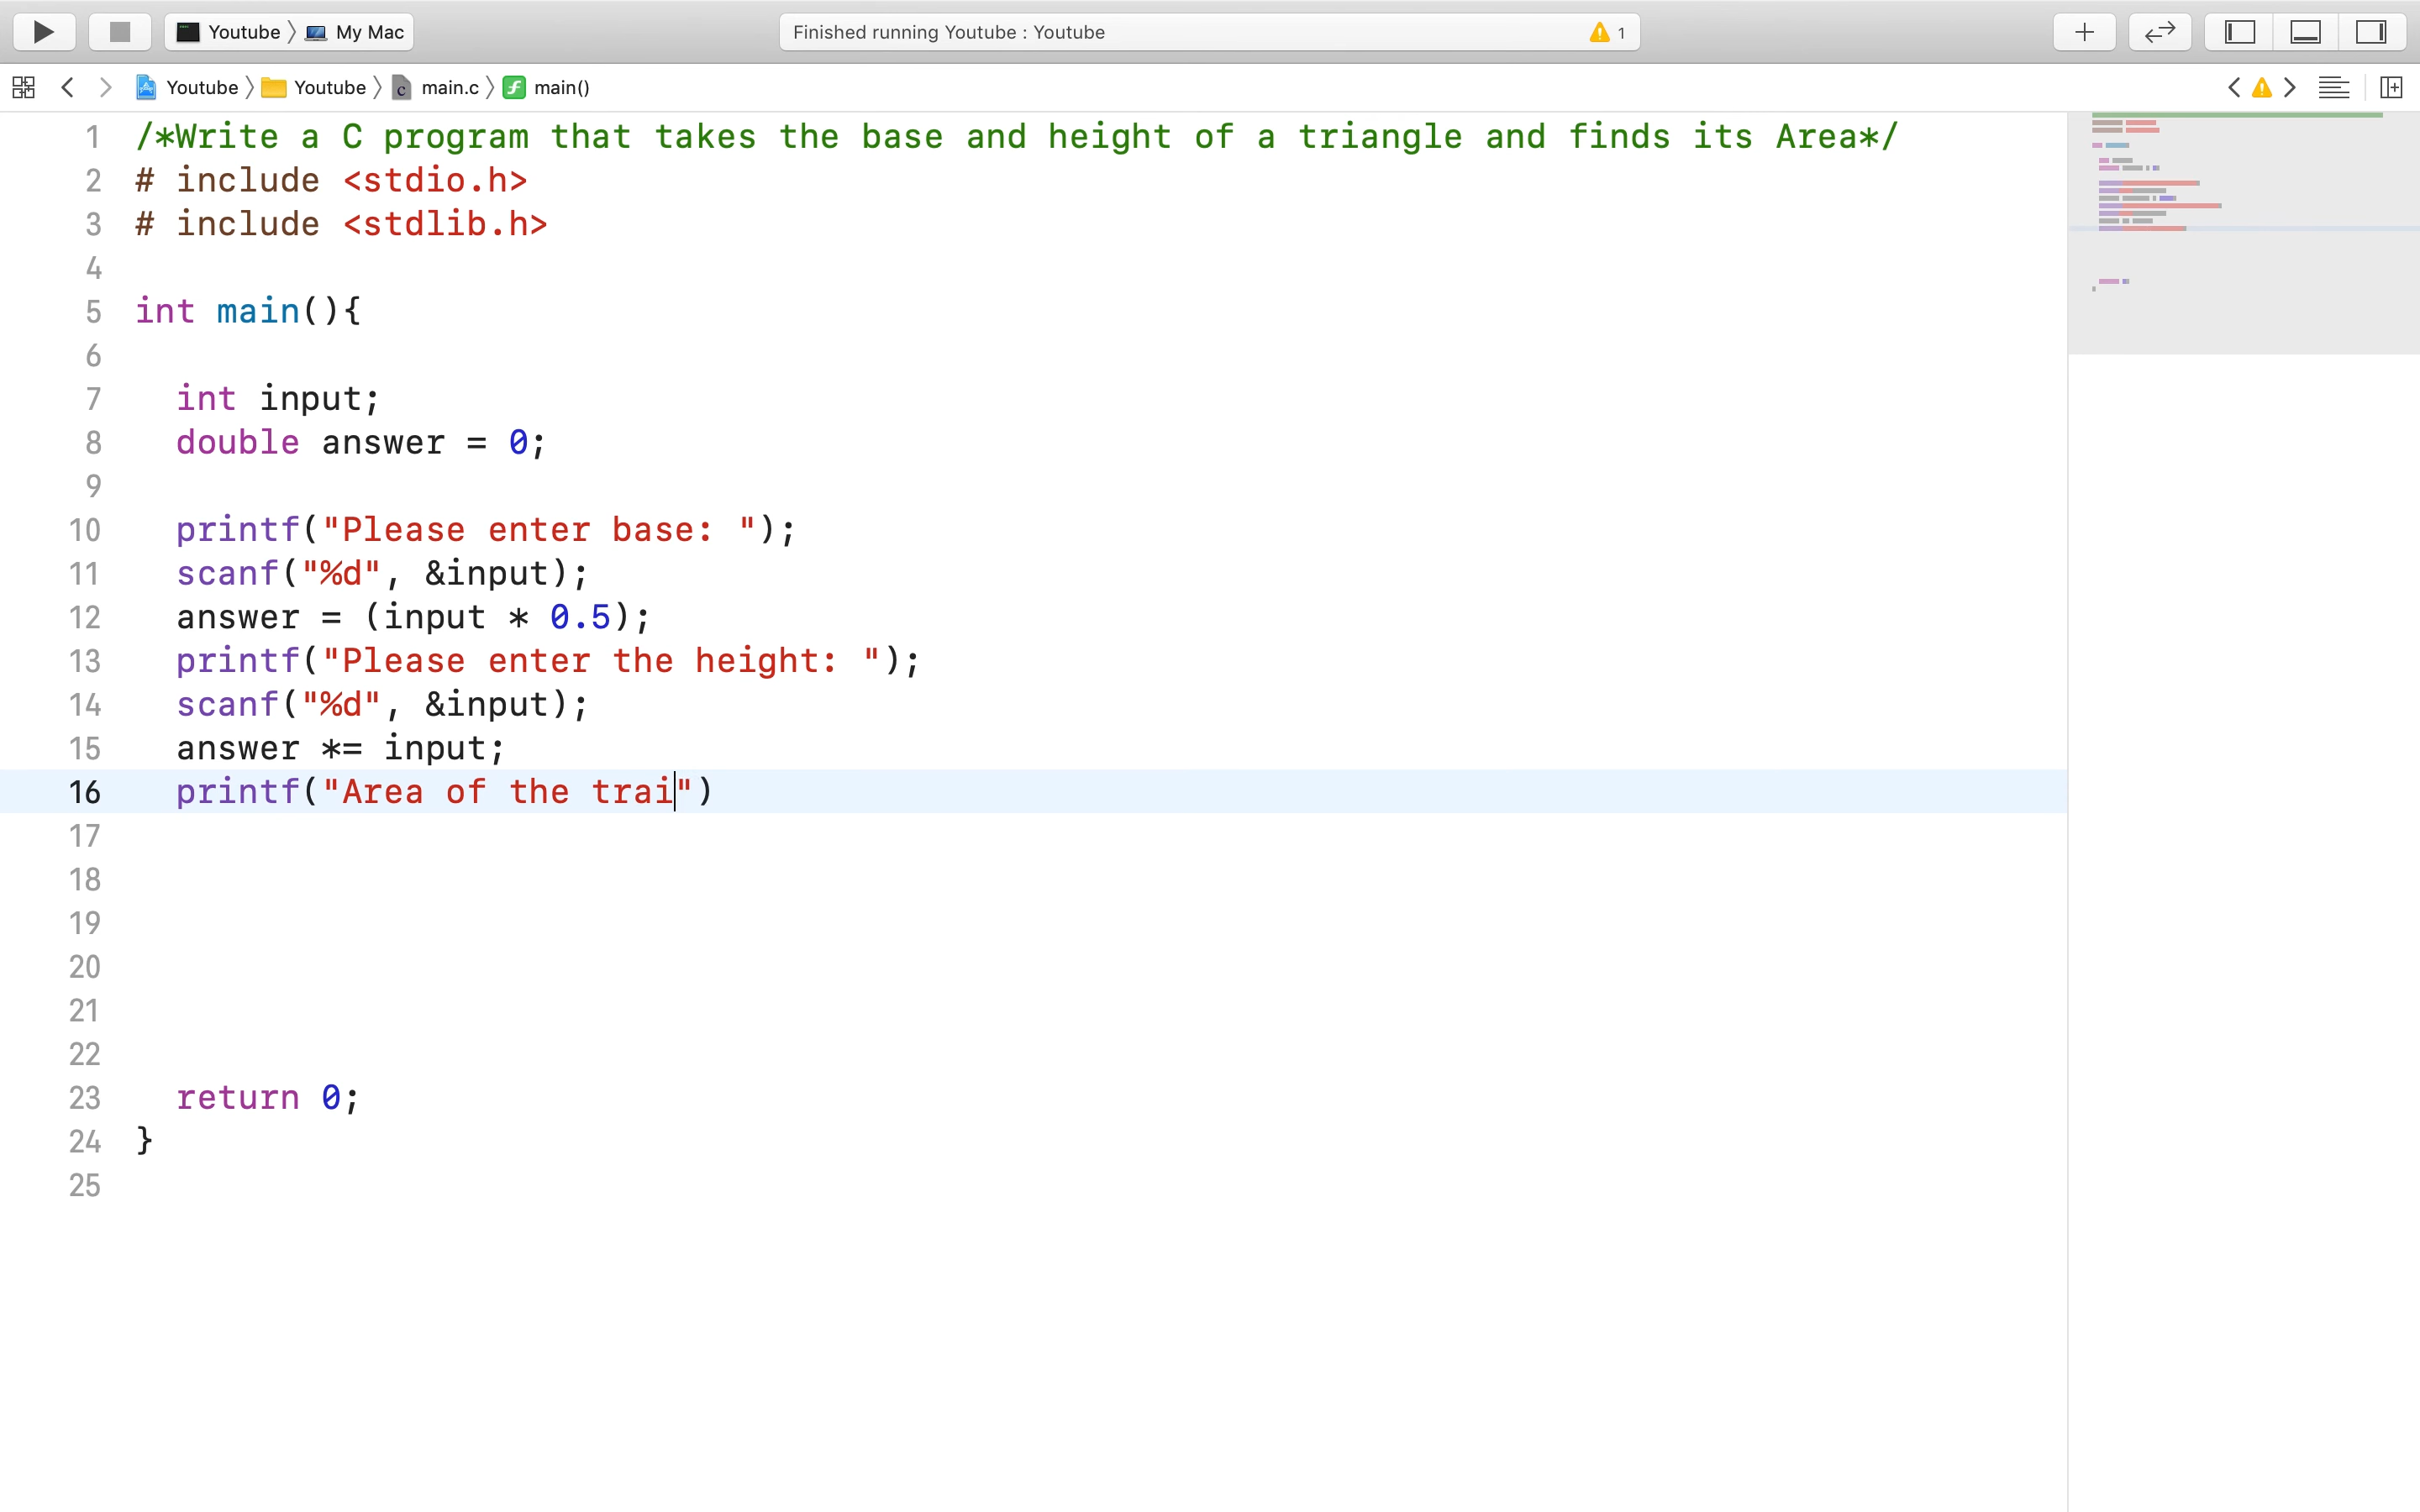 Youtube 〉 My Mac
Finished running Youtube : Youtube
1
Youtube 〉 Youtube 〉 main.c 〉 main()
1 /*Write a C program that takes the base and height of a triangle and finds its Area*/
2 # include <stdio.h>
3 # include <stdlib.h>
4
5 int main(){
6
7 int input;
8 double answer = 0;
9
10 printf("Please enter base: ");
11 scanf("%d", &input);
12 answer = (input * 0.5);
13 printf("Please enter the height: ");
14 scanf("%d", &input);
15 answer *= input;
16 printf("Area of the trai")
17
18
19
20
21
22
23 return 0;
24 }
25